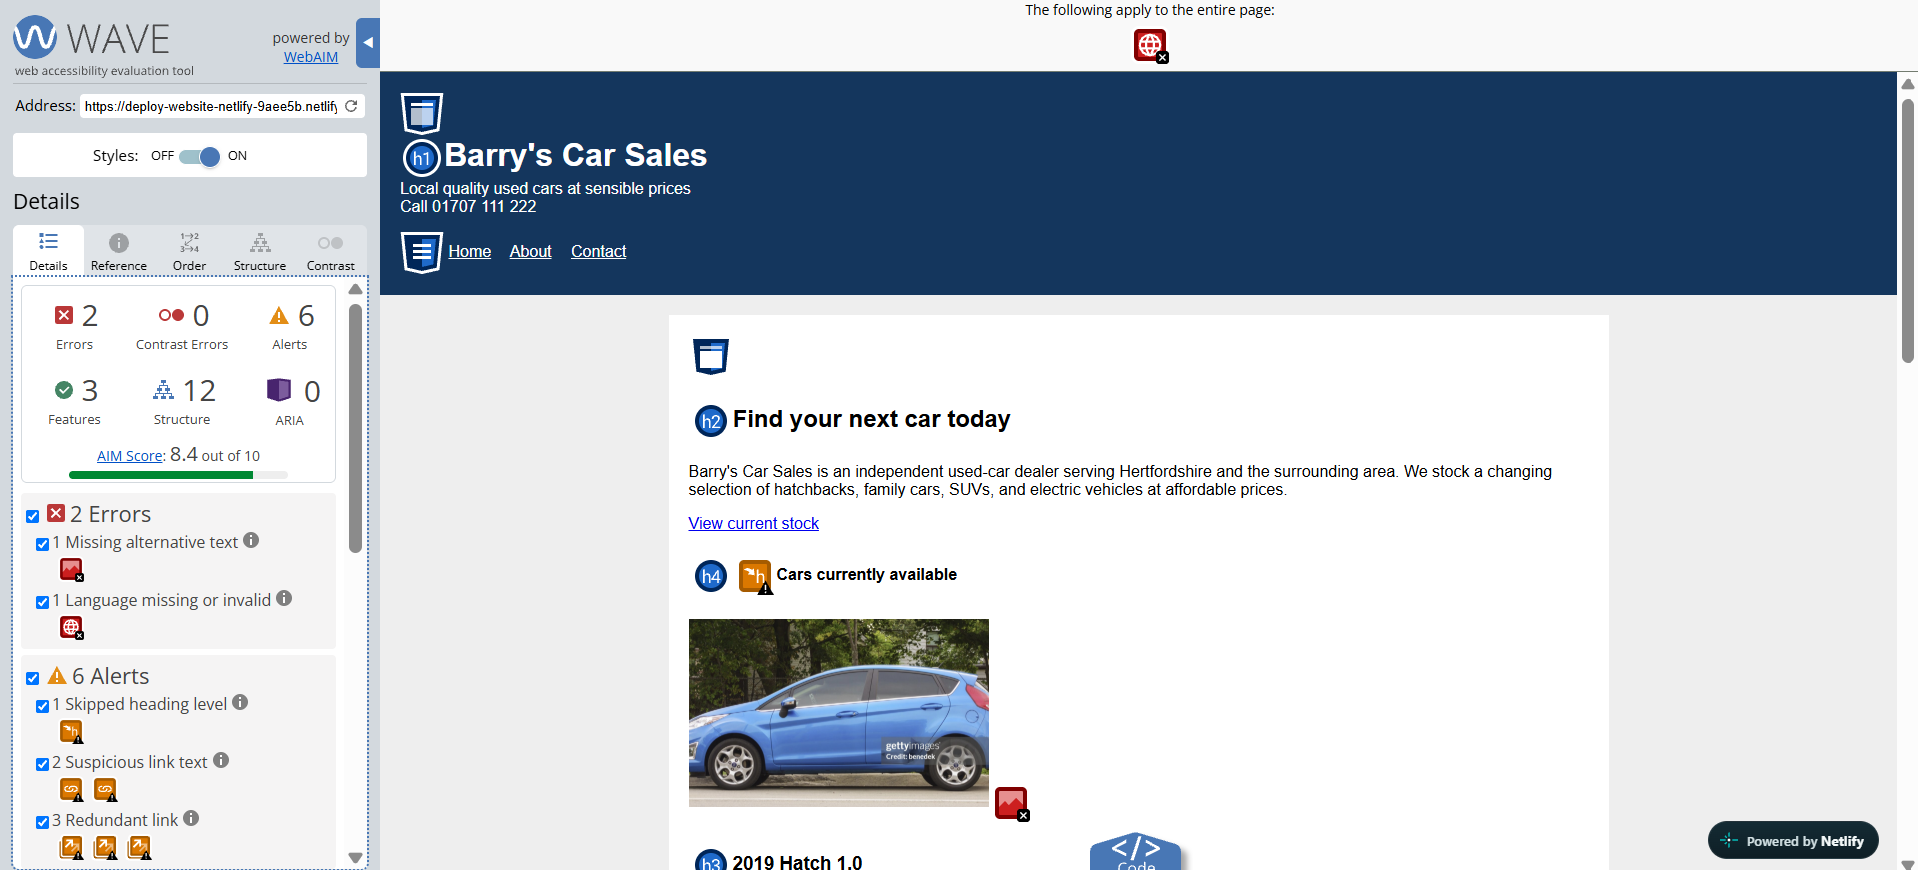 WAVE
powered by
WebAIM
web accessibility evaluation tool
Address: https://deploy-website-netlify-9aee5b.netlify
Styles: OFF ON
Details
Details
Reference
Order
Structure
Contrast
2
Errors
0
Contrast Errors
6
Alerts
3
Features
12
Structure
0
ARIA
AIM Score: 8.4 out of 10
2 Errors
1 Missing alternative text
1 Language missing or invalid
6 Alerts
1 Skipped heading level
2 Suspicious link text
3 Redundant link
The following apply to the entire page:
h1 Barry's Car Sales
Local quality used cars at sensible prices
Call 01707 111 222
Home About Contact
h2 Find your next car today
Barry's Car Sales is an independent used-car dealer serving Hertfordshire and the surrounding area. We stock a changing
selection of hatchbacks, family cars, SUVs, and electric vehicles at affordable prices.
View current stock
h4 h Cars currently available
gettyimages
Credit: benedek
h3 2019 Hatch 1.0
</>
Code
Powered by Netlify